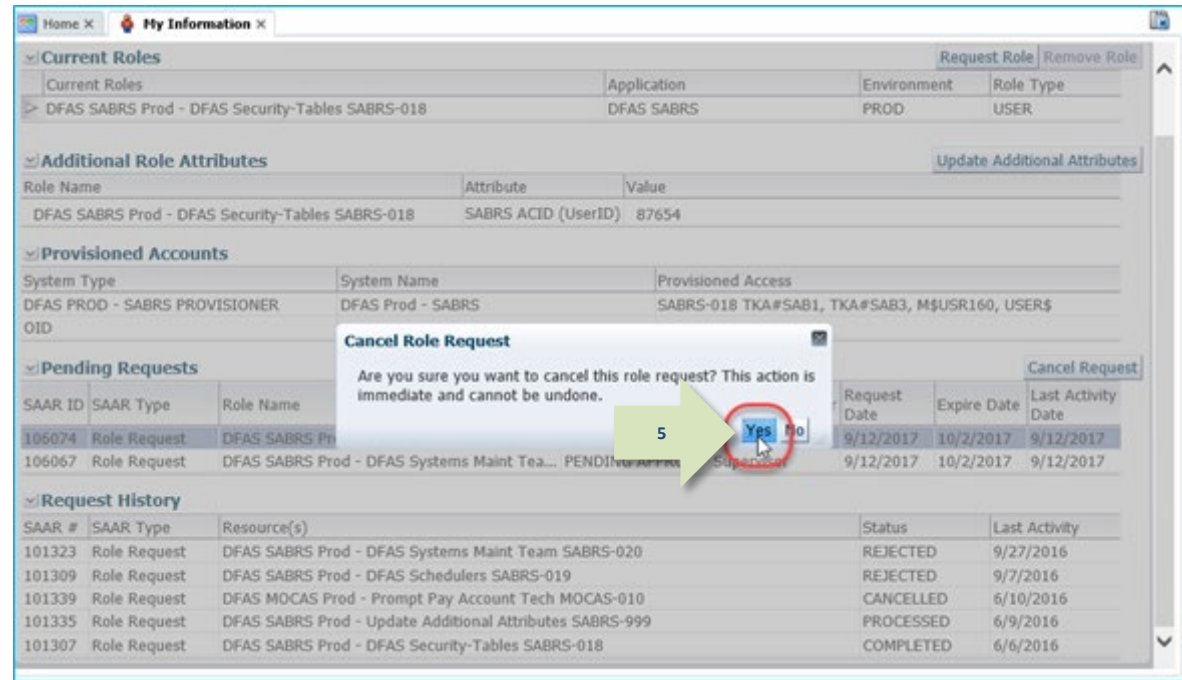 Home × My Information ×
Current Roles Request Role Remove Role
Current Roles Application Environment Role Type
DFAS SABRS Prod - DFAS Security-Tables SABRS-018 DFAS SABRS PROD USER
Additional Role Attributes Update Additional Attributes
Role Name Attribute Value
DFAS SABRS Prod - DFAS Security-Tables SABRS-018 SABRS ACID (UserID) 87654
Provisioned Accounts
System Type System Name Provisioned Access
DFAS PROD - SABRS PROVISIONER DFAS Prod - SABRS SABRS-018 TKA#SAB1, TKA#SAB3, M$USR160, USER$
OID
Cancel Role Request
Are you sure you want to cancel this role request? This action is
immediate and cannot be undone.
5 Yes No
Pending Requests Cancel Request
SAAR ID SAAR Type Role Name Request Date Expire Date Last Activity Date
106074 Role Request DFAS SABRS 9/12/2017 10/2/2017 9/12/2017
106067 Role Request DFAS SABRS Prod - DFAS Systems Maint Tea... PENDING Supervisor 9/12/2017 10/2/2017 9/12/2017
Request History
SAAR # SAAR Type Resource(s) Status Last Activity
101323 Role Request DFAS SABRS Prod - DFAS Systems Maint Team SABRS-020 REJECTED 9/27/2016
101309 Role Request DFAS SABRS Prod - DFAS Schedulers SABRS-019 REJECTED 9/7/2016
101339 Role Request DFAS MOCAS Prod - Prompt Pay Account Tech MOCAS-010 CANCELLED 6/10/2016
101335 Role Request DFAS SABRS Prod - Update Additional Attributes SABRS-999 PROCESSED 6/9/2016
101307 Role Request DFAS SABRS Prod - DFAS Security-Tables SABRS-018 COMPLETED 6/6/2016